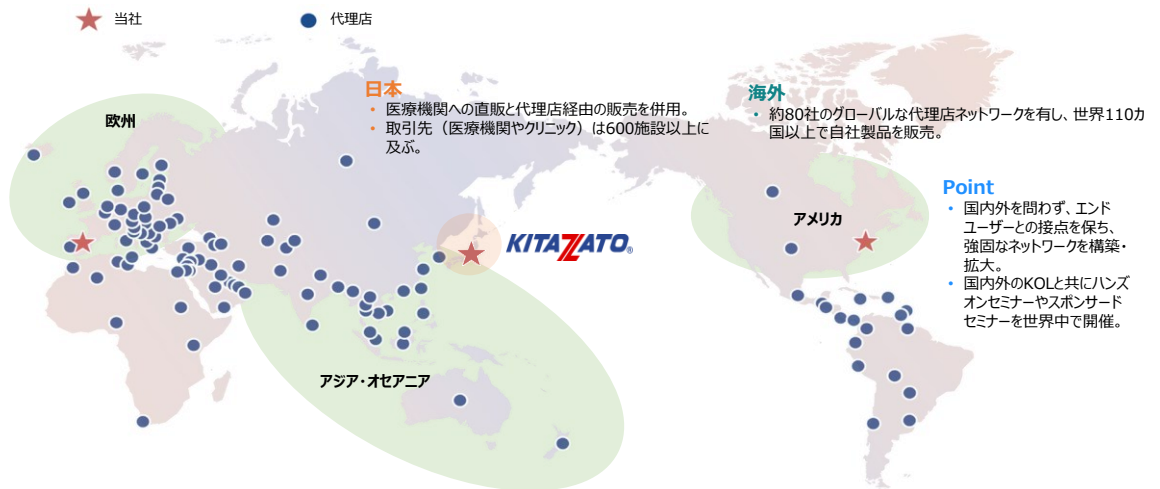 当社
代理店
欧州
日本
• 医療機関への直販と代理店経由の販売を併用。
• 取引先（医療機関やクリニック）は600施設以上に
及ぶ。
KITAZATO®
アジア・オセアニア
海外
• 約80社のグローバルな代理店ネットワークを有し、世界110カ
国以上で自社製品を販売。
アメリカ
Point
• 国内外を問わず、エンド
ユーザーとの接点を保ち、
強固なネットワークを構築・
拡大。
• 国内外のKOLと共にハンズ
オンセミナーやスポンサード
セミナーを世界中で開催。